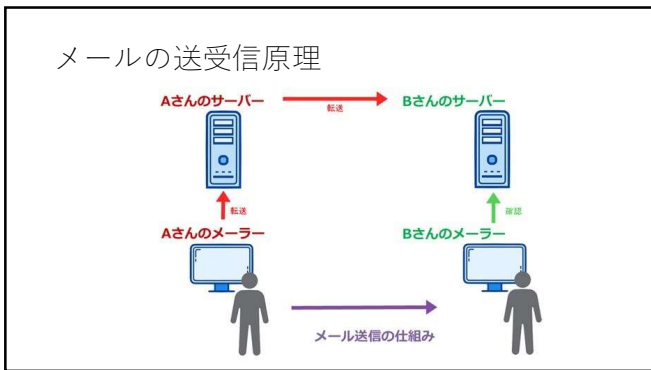 メールの送受信原理
Aさんのサーバー
転送
Bさんのサーバー
転送
確認
Aさんのメーラー
Bさんのメーラー
メール送信の仕組み